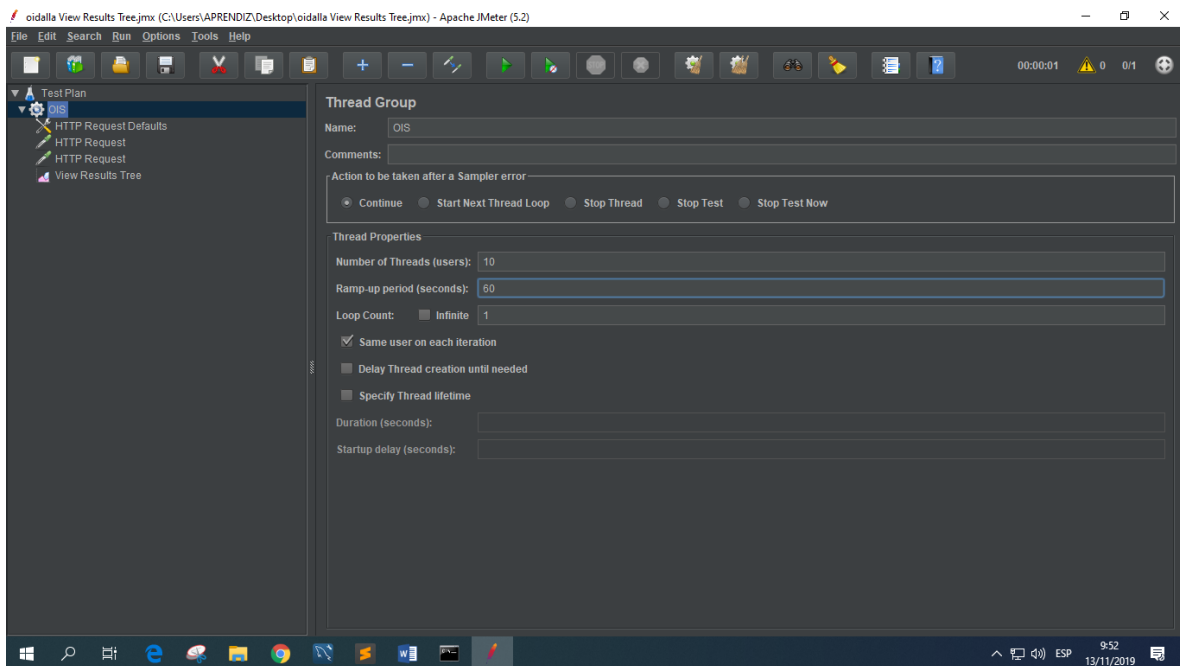 oidalla View Results Tree.jmx (C:\Users\APRENDIZ\Desktop\oidalla View Results Tree.jmx) - Apache JMeter (5.2)
File Edit Search Run Options Tools Help
00:00:01 0 0/1
Test Plan
OIS
HTTP Request Defaults
HTTP Request
HTTP Request
View Results Tree
Thread Group
Name: OIS
Comments:
Action to be taken after a Sampler error
Continue Start Next Thread Loop Stop Thread Stop Test Stop Test Now
Thread Properties
Number of Threads (users): 10
Ramp-up period (seconds): 60
Loop Count: Infinite 1
Same user on each iteration
Delay Thread creation until needed
Specify Thread lifetime
Duration (seconds):
Startup delay (seconds):
ESP
9:52
13/11/2019